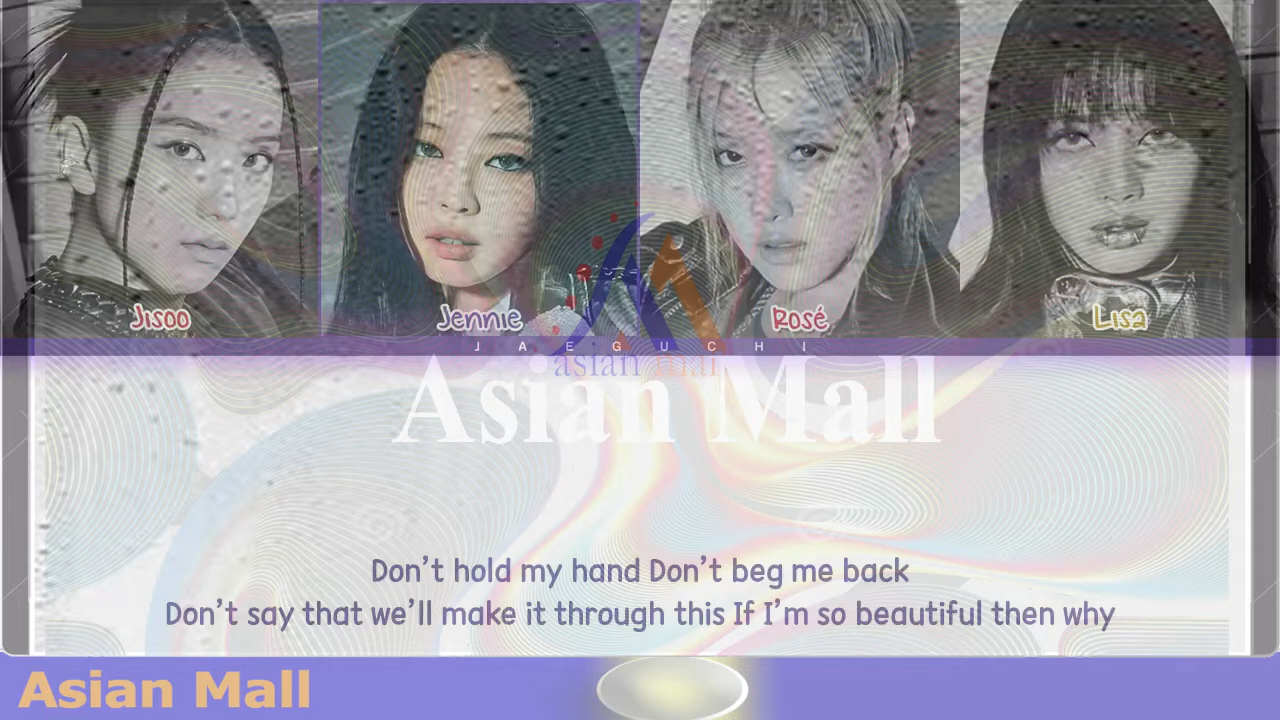 Jisoo
Jennie
Rosé
Lisa
JAEGUCHI
asian mall
Asian Mall
Don't hold my hand Don't beg me back
Don't say that we'll make it through this If I'm so beautiful then why
Asian Mall